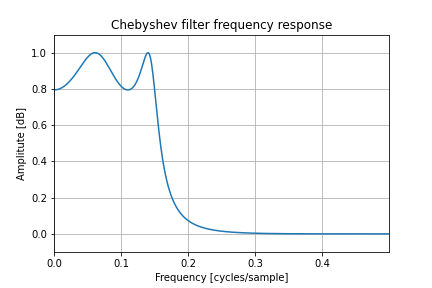 Chebyshev filter frequency response
Amplitute [dB]
1.0
0.8
0.6
0.4
0.2
0.0
0.0 0.1 0.2 0.3 0.4
Frequency [cycles/sample]